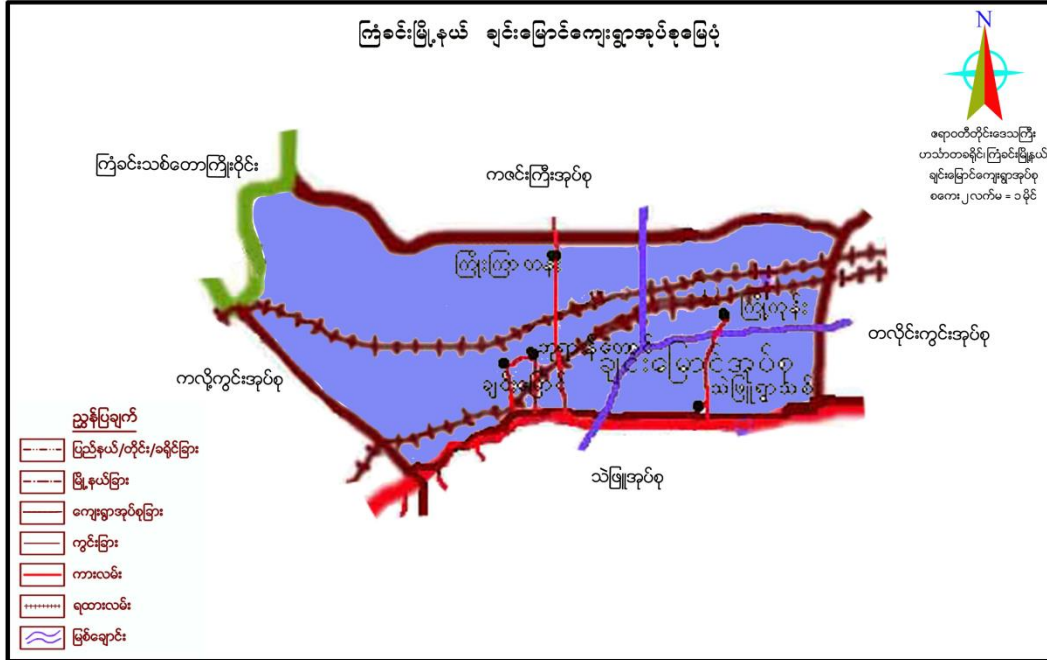 ကြံခင်းမြို့နယ် ချင်းမြောင်ကျေးရွာအုပ်စုမြေပုံ
N
ဧရာဝတီတိုင်းဒေသကြီး
ဟင်္သာတခရိုင်၊ကြံခင်းမြို့နယ်
ချင်းမြောင်ကျေးရွာအုပ်စု
စကေး ၂ လက်မ = ၁ မိုင်
ကြံခင်းသစ်တောကြိုးဝိုင်း
ကဇင်းကြီးအုပ်စု
ကြိုးကြာတန်း
ကြို့ကုန်း
တလိုင်းကွင်းအုပ်စု
ချင်းမြောင်အုပ်စု
ချင်းမြောင်
သဲဖြူရွာသစ်
ကလို့ကွင်းအုပ်စု
သဲဖြူအုပ်စု
ညွှန်ပြချက်
ပြည်နယ်/တိုင်း/ခရိုင်ခြား
မြို့နယ်ခြား
ကျေးရွာအုပ်စုခြား
ကွင်းခြား
ကားလမ်း
ရထားလမ်း
မြစ်ချောင်း